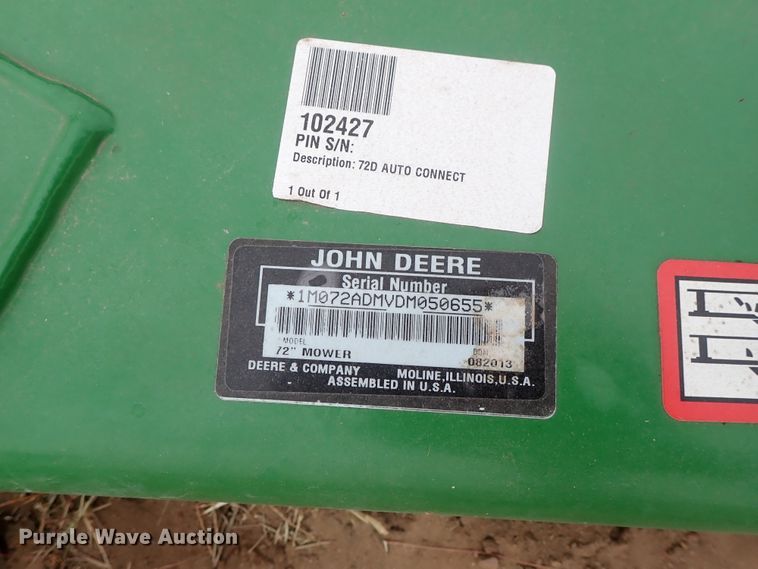 102427
PIN S/N:
Description: 72D AUTO CONNECT
1 Out Of 1
JOHN DEERE
Serial Number
*1M072ADMVDM050655*
MODEL
DOM
72" MOWER
082013
DEERE & COMPANY MOLINE, ILLINOIS, U.S.A.
ASSEMBLED IN U.S.A.
Purple Wave Auction